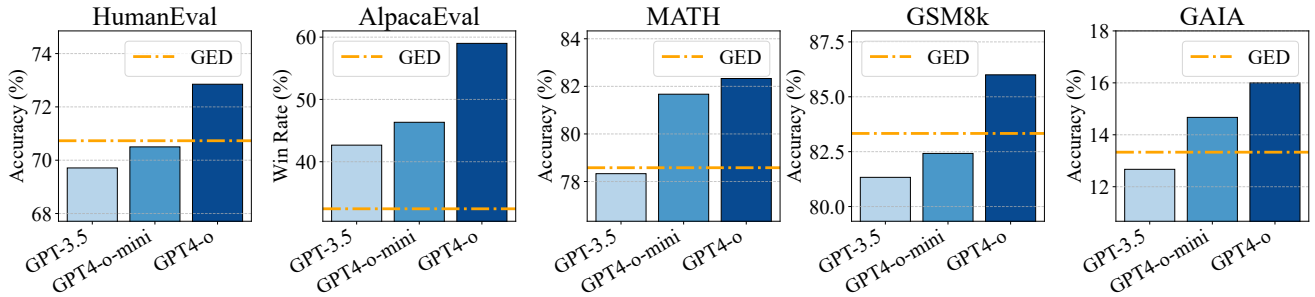 HumanEval
Accuracy (%)
74
72
70
68
GED
GPT-3.5
GPT4-o-mini
GPT4-o
AlpacaEval
Win Rate (%)
60
50
40
GED
GPT-3.5
GPT4-o-mini
GPT4-o
MATH
Accuracy (%)
84
82
80
78
GED
GPT-3.5
GPT4-o-mini
GPT4-o
GSM8k
Accuracy (%)
87.5
85.0
82.5
80.0
GED
GPT-3.5
GPT4-o-mini
GPT4-o
GAIA
Accuracy (%)
18
16
14
12
GED
GPT-3.5
GPT4-o-mini
GPT4-o